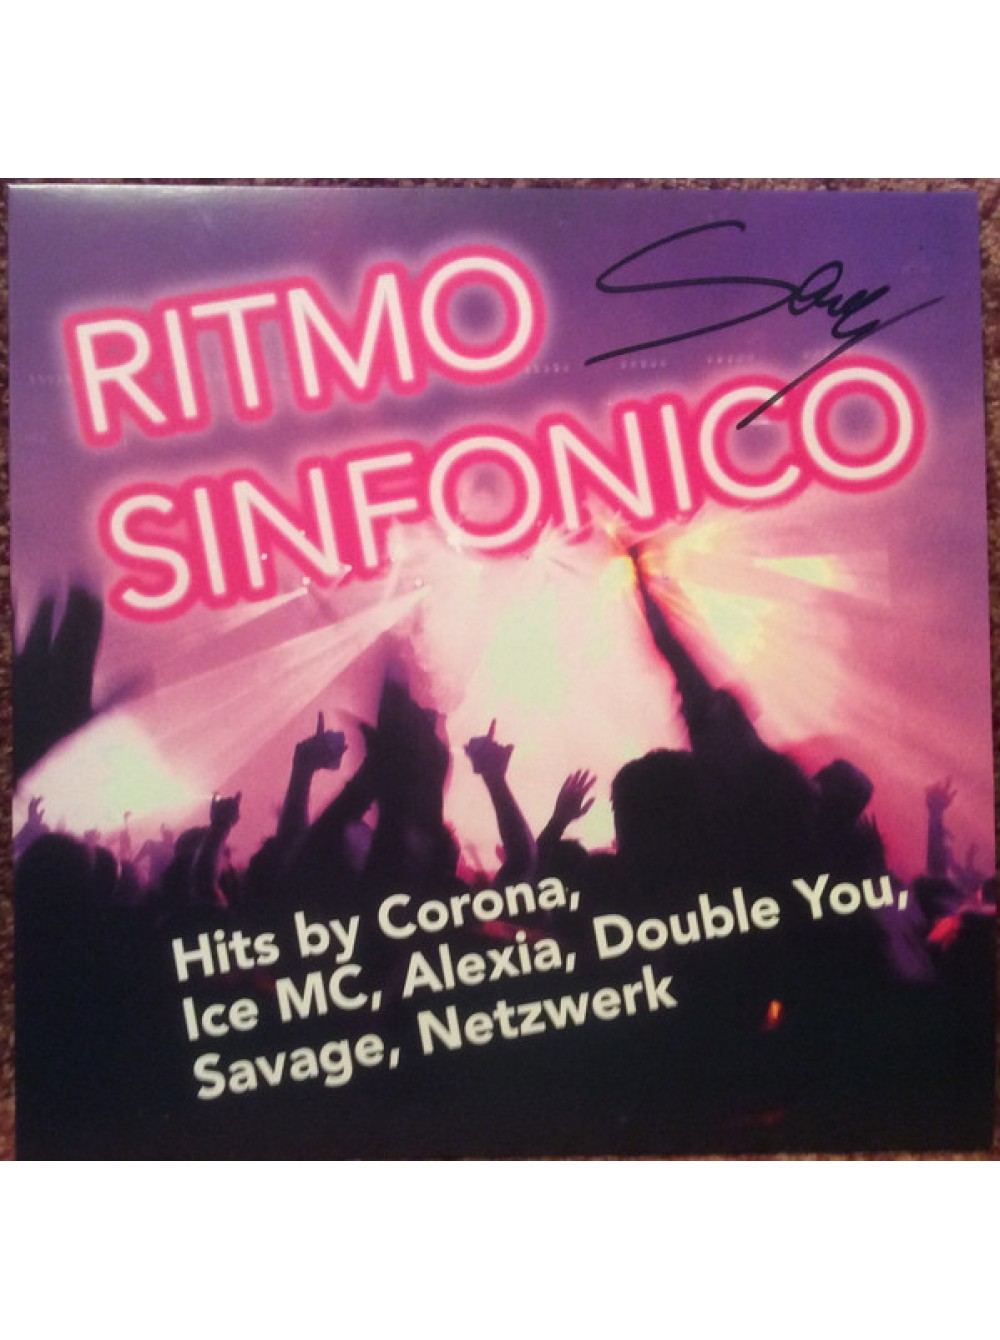 RITMO
SINFONICO
Hits by Corona,
Ice MC, Alexia, Double You,
Savage, Netzwerk